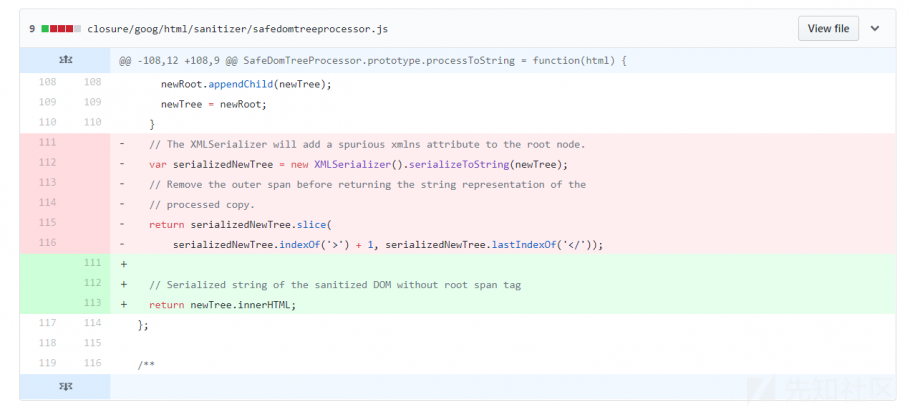 9 closure/goog/html/sanitizer/safedomtreeprocessor.js View file
@@ -108,12 +108,9 @@ SafeDomTreeProcessor.prototype.processToString = function(html) {
108 108 newRoot.appendChild(newTree);
109 109 newTree = newRoot;
110 110 }
111 - // The XMLSerializer will add a spurious xmlns attribute to the root node.
112 - var serializedNewTree = new XMLSerializer().serializeToString(newTree);
113 - // Remove the outer span before returning the string representation of the
114 - // processed copy.
115 - return serializedNewTree.slice(
116 - serializedNewTree.indexOf('>') + 1, serializedNewTree.lastIndexOf('</'));
111 +
112 + // Serialized string of the sanitized DOM without root span tag
113 + return newTree.innerHTML;
117 114 };
118 115
119 116 /**
先知社区